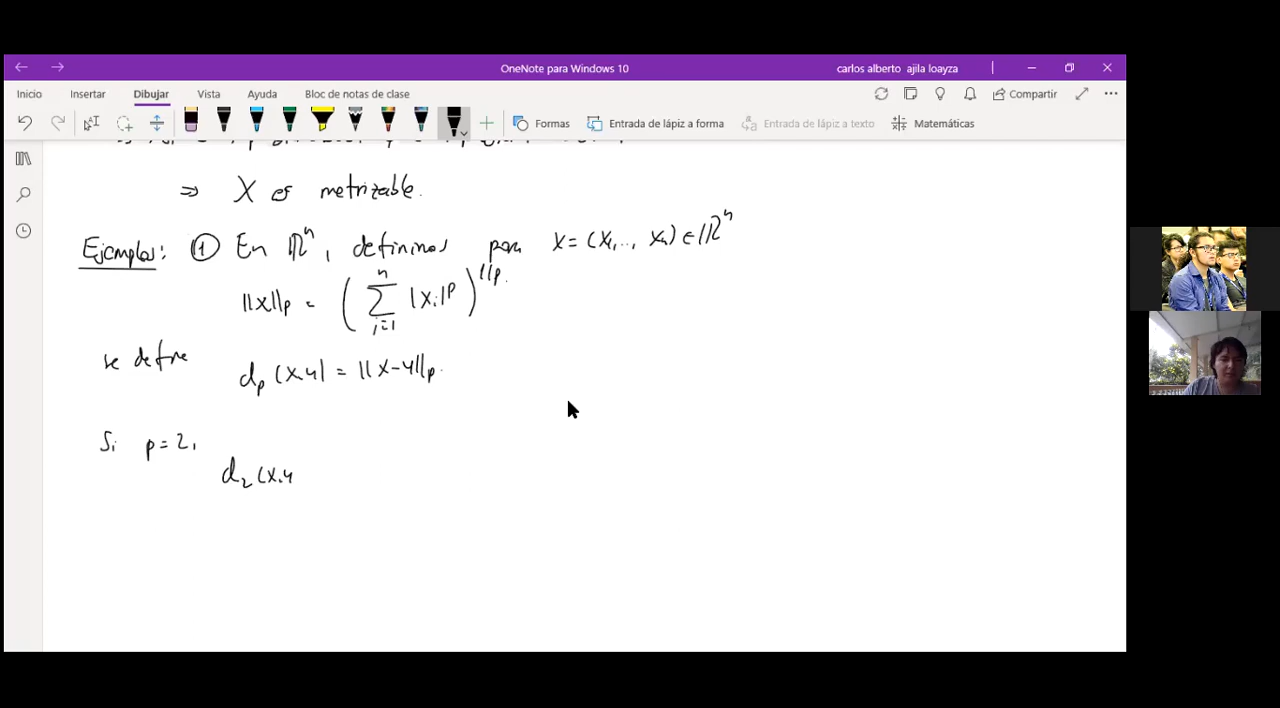 OneNote para Windows 10
carlos alberto ajila loayza
Inicio Insertar Dibujar Vista Ayuda Bloc de notas de clase
Compartir
Formas Entrada de lápiz a forma Entrada de lápiz a texto Matemáticas
⇒ X es metrizable.
Ejemplos: ① En ℝⁿ, definimos para x = (x₁, .., xₙ) ∈ ℝⁿ
||x||ₚ = ( ∑ᵢ₌₁ⁿ |xᵢ|ᵖ )^{1/p}.
se define
dₚ(x,y) = ||x-y||ₚ.
Si p=2,
d₂(x,y